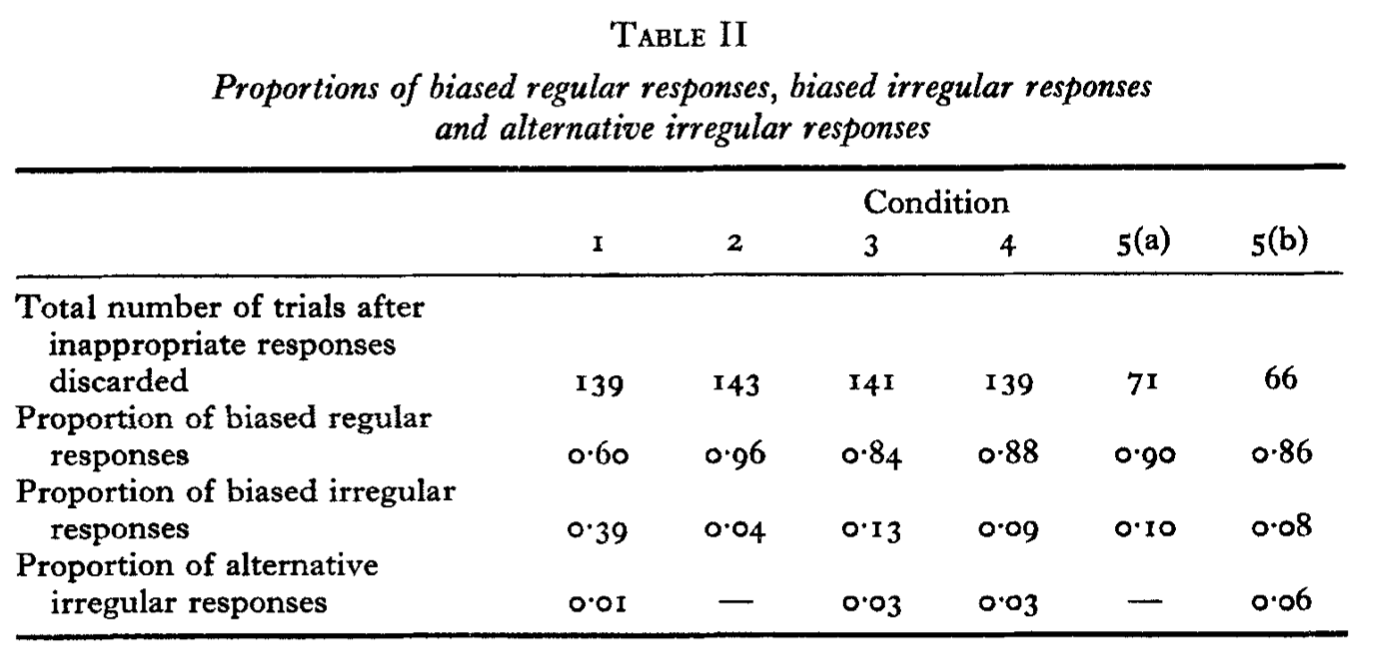 TABLE II
Proportions of biased regular responses, biased irregular responses
and alternative irregular responses
Condition
1 2 3 4 5(a) 5(b)
Total number of trials after
inappropriate responses
discarded 139 143 141 139 71 66
Proportion of biased regular
responses 0·60 0·96 0·84 0·88 0·90 0·86
Proportion of biased irregular
responses 0·39 0·04 0·13 0·09 0·10 0·08
Proportion of alternative
irregular responses 0·01 — 0·03 0·03 — 0·06